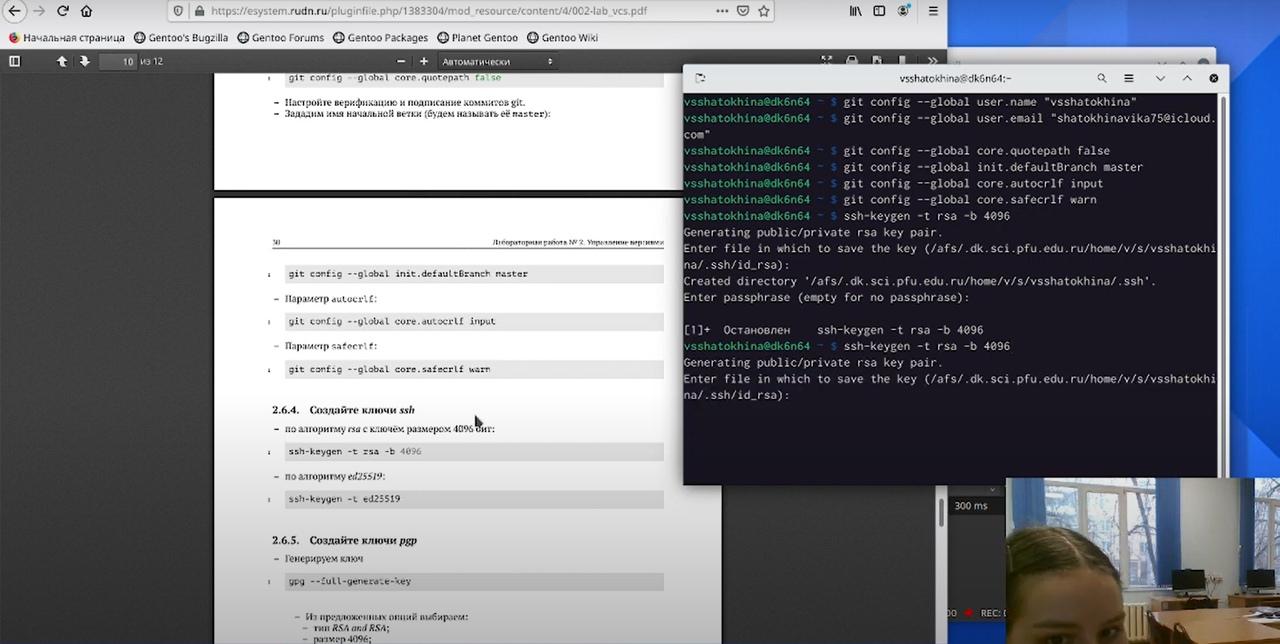 https://esystem.rudn.ru/pluginfile.php/1383304/mod_resource/content/4/002-lab_vcs.pdf
Начальная страница Gentoo's Bugzilla Gentoo Forums Gentoo Packages Planet Gentoo Gentoo Wiki
10 из 12 Автоматически
git config --global core.quotepath false
– Настройте верификацию и подписание коммитов git.
– Зададим имя начальной ветки (будем называть её master):
30 Лабораторная работа № 2. Управление версиями
1 git config --global init.defaultBranch master
– Параметр autocrlf:
1 git config --global core.autocrlf input
– Параметр safecrlf:
1 git config --global core.safecrlf warn
2.6.4. Создайте ключи ssh
– по алгоритму rsa с ключём размером 4096 бит:
1 ssh-keygen -t rsa -b 4096
– по алгоритму ed25519:
1 ssh-keygen -t ed25519
2.6.5. Создайте ключи pgp
– Генерируем ключ
1 gpg --full-generate-key
– Из предложенных опций выбираем:
– тип RSA and RSA;
– размер 4096;
vsshatokhina@dk6n64:~
vsshatokhina@dk6n64 ~ $ git config --global user.name "vsshatokhina"
vsshatokhina@dk6n64 ~ $ git config --global user.email "shatokhinavika75@icloud.
com"
vsshatokhina@dk6n64 ~ $ git config --global core.quotepath false
vsshatokhina@dk6n64 ~ $ git config --global init.defaultBranch master
vsshatokhina@dk6n64 ~ $ git config --global core.autocrlf input
vsshatokhina@dk6n64 ~ $ git config --global core.safecrlf warn
vsshatokhina@dk6n64 ~ $ ssh-keygen -t rsa -b 4096
Generating public/private rsa key pair.
Enter file in which to save the key (/afs/.dk.sci.pfu.edu.ru/home/v/s/vsshatokhi
na/.ssh/id_rsa):
Created directory '/afs/.dk.sci.pfu.edu.ru/home/v/s/vsshatokhina/.ssh'.
Enter passphrase (empty for no passphrase):
[1]+ Остановлен ssh-keygen -t rsa -b 4096
vsshatokhina@dk6n64 ~ $ ssh-keygen -t rsa -b 4096
Generating public/private rsa key pair.
Enter file in which to save the key (/afs/.dk.sci.pfu.edu.ru/home/v/s/vsshatokhi
na/.ssh/id_rsa):
300 ms
REC: